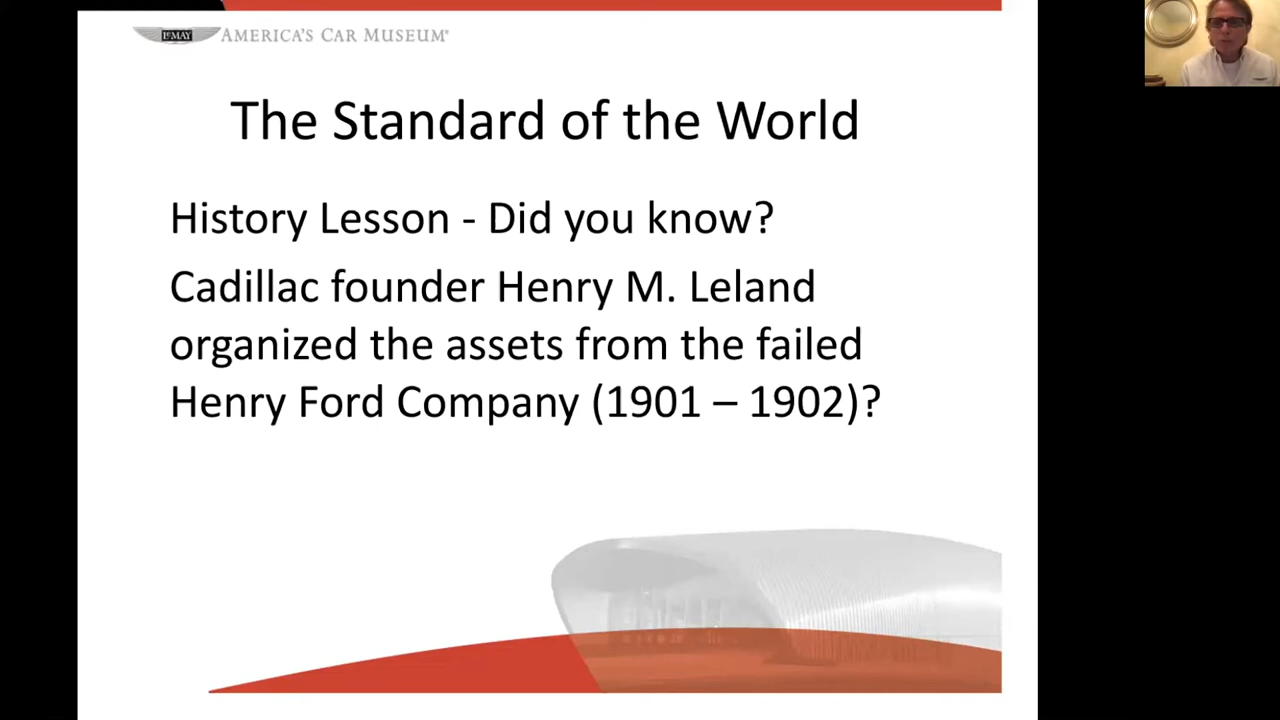 LeMAY AMERICA'S CAR MUSEUM®
The Standard of the World
History Lesson - Did you know?
Cadillac founder Henry M. Leland
organized the assets from the failed
Henry Ford Company (1901 – 1902)?